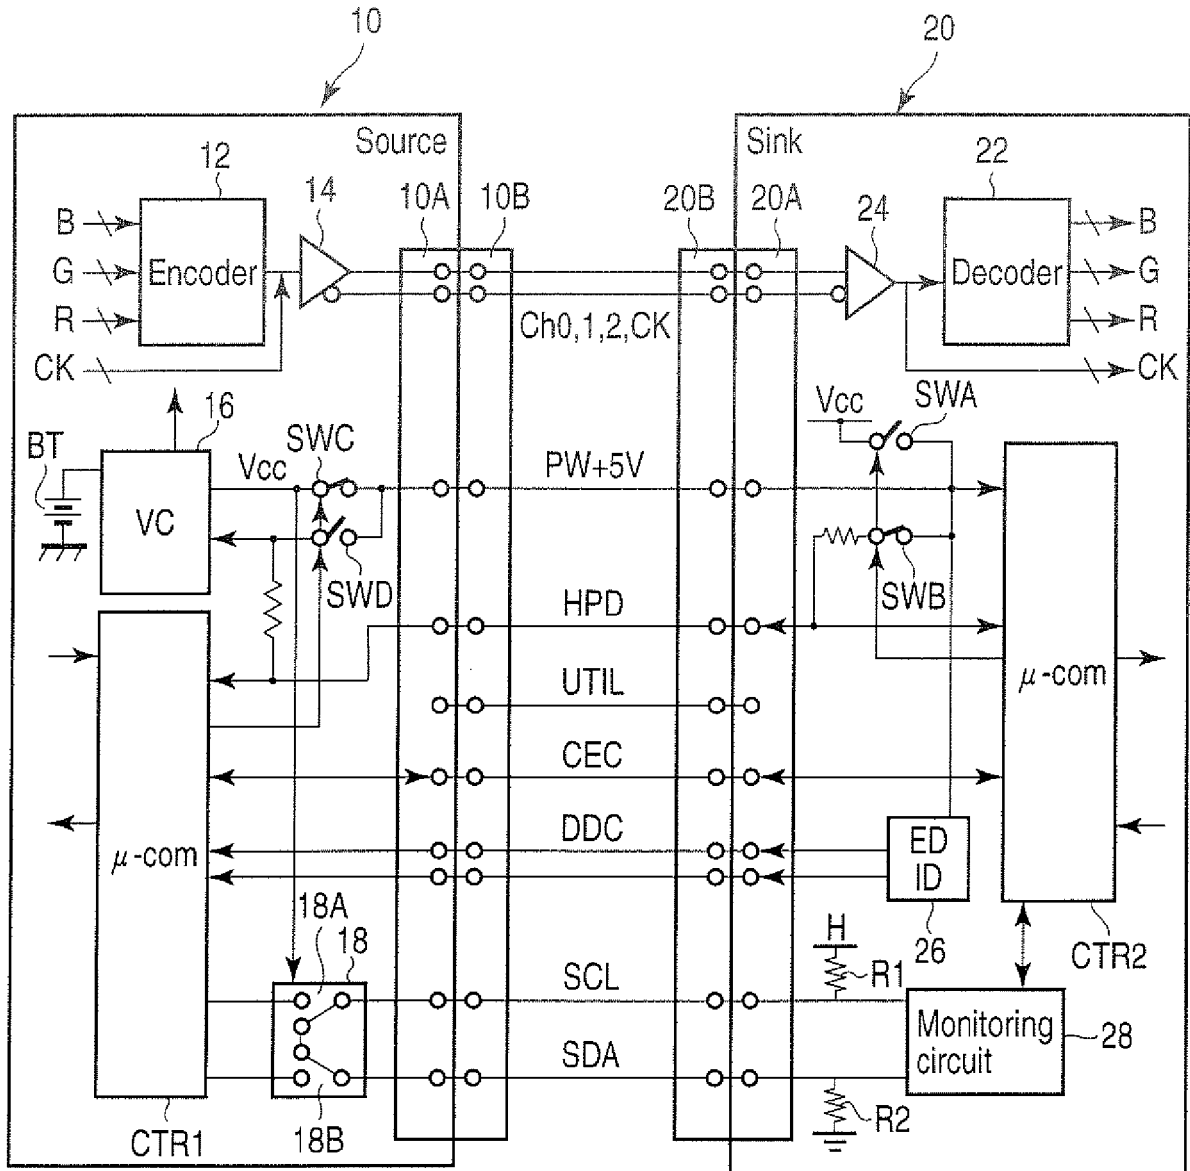 10
20
Source
Sink
12
14
10A
10B
20B
20A
24
22
B
G
R
CK
Encoder
Ch0,1,2,CK
Decoder
B
G
R
CK
16
BT
VC
Vcc
SWC
SWD
PW+5V
Vcc
SWA
SWB
HPD
UTIL
CEC
DDC
μ-com
μ-com
ED
ID
26
CTR2
18A
18
18B
SCL
SDA
H
R1
R2
Monitoring
circuit
28
CTR1